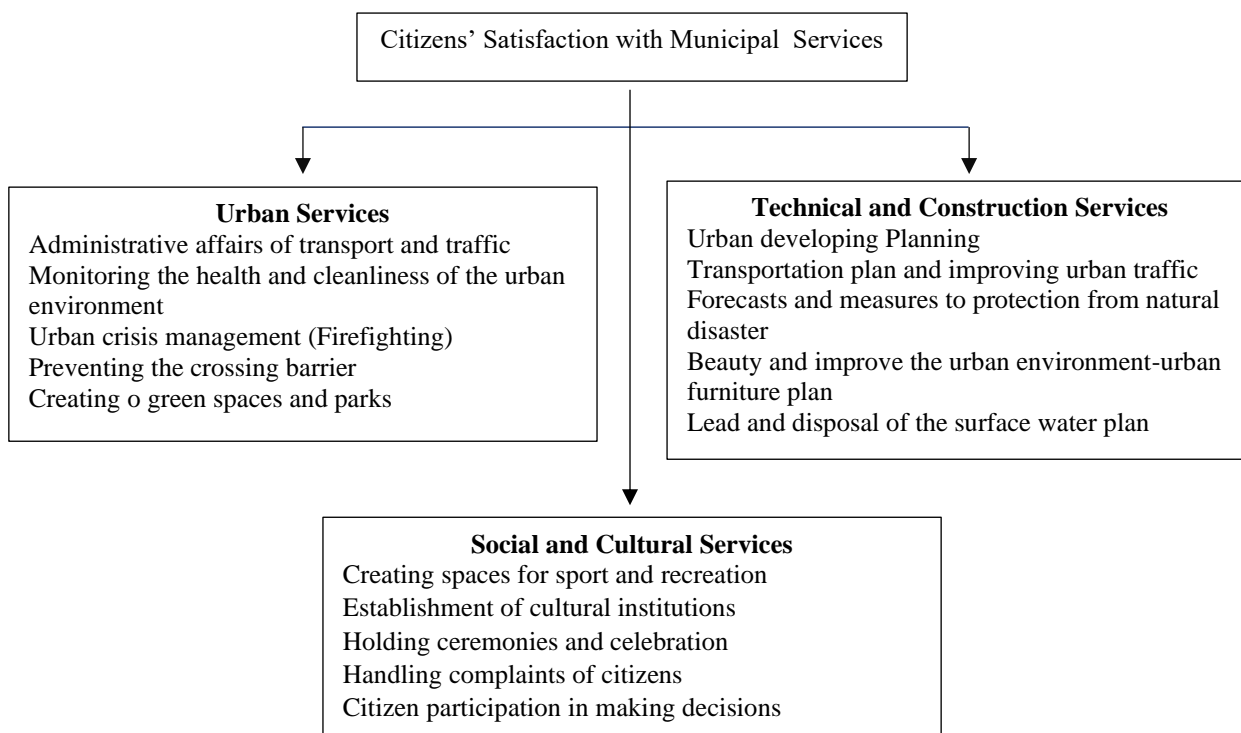 Citizens’ Satisfaction with Municipal Services
Urban Services
Administrative affairs of transport and traffic
Monitoring the health and cleanliness of the urban
environment
Urban crisis management (Firefighting)
Preventing the crossing barrier
Creating o green spaces and parks
Technical and Construction Services
Urban developing Planning
Transportation plan and improving urban traffic
Forecasts and measures to protection from natural
disaster
Beauty and improve the urban environment-urban
furniture plan
Lead and disposal of the surface water plan
Social and Cultural Services
Creating spaces for sport and recreation
Establishment of cultural institutions
Holding ceremonies and celebration
Handling complaints of citizens
Citizen participation in making decisions